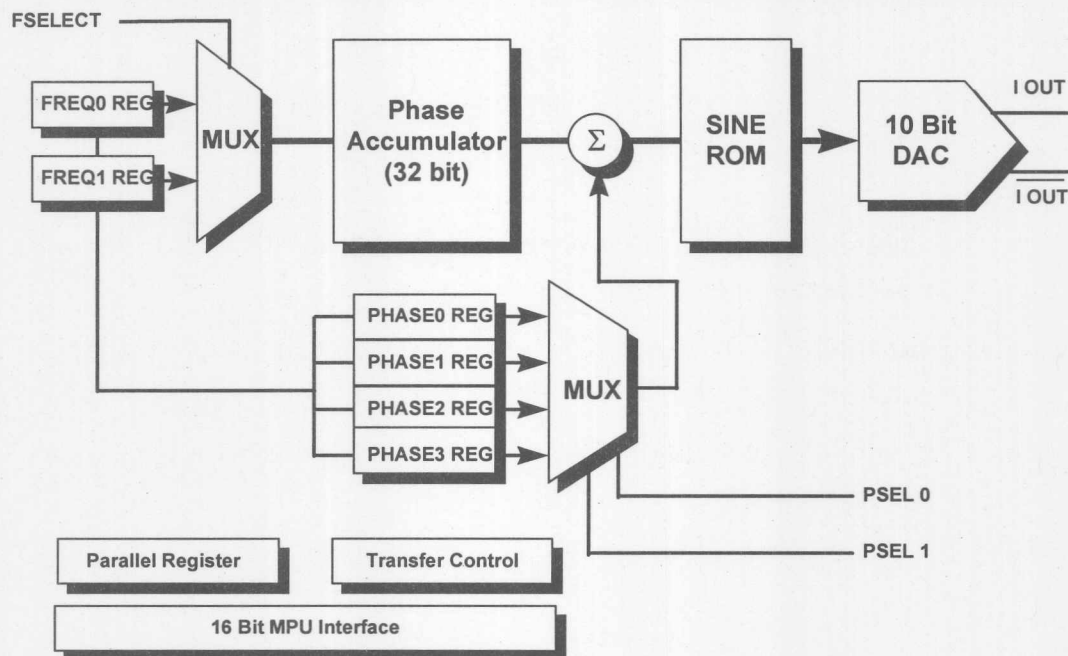 FSELECT
FREQ0 REG
FREQ1 REG
MUX
Phase
Accumulator
(32 bit)
Σ
SINE
ROM
10 Bit
DAC
I OUT
I OUT
PHASE0 REG
PHASE1 REG
PHASE2 REG
PHASE3 REG
MUX
PSEL 0
PSEL 1
Parallel Register
Transfer Control
16 Bit MPU Interface